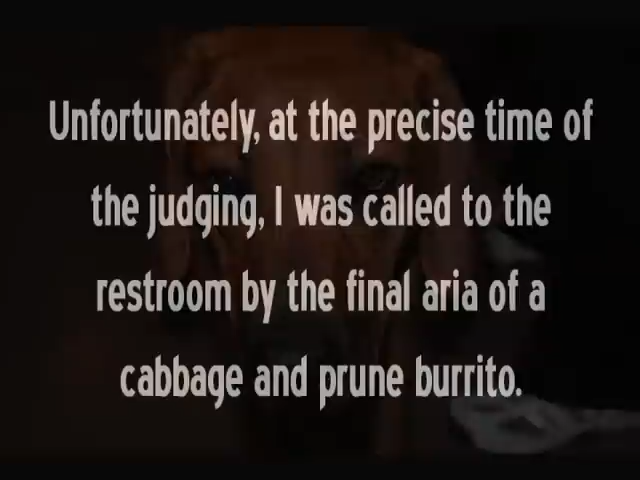 Unfortunately, at the precise time of
the judging, I was called to the
restroom by the final aria of a
cabbage and prune burrito.